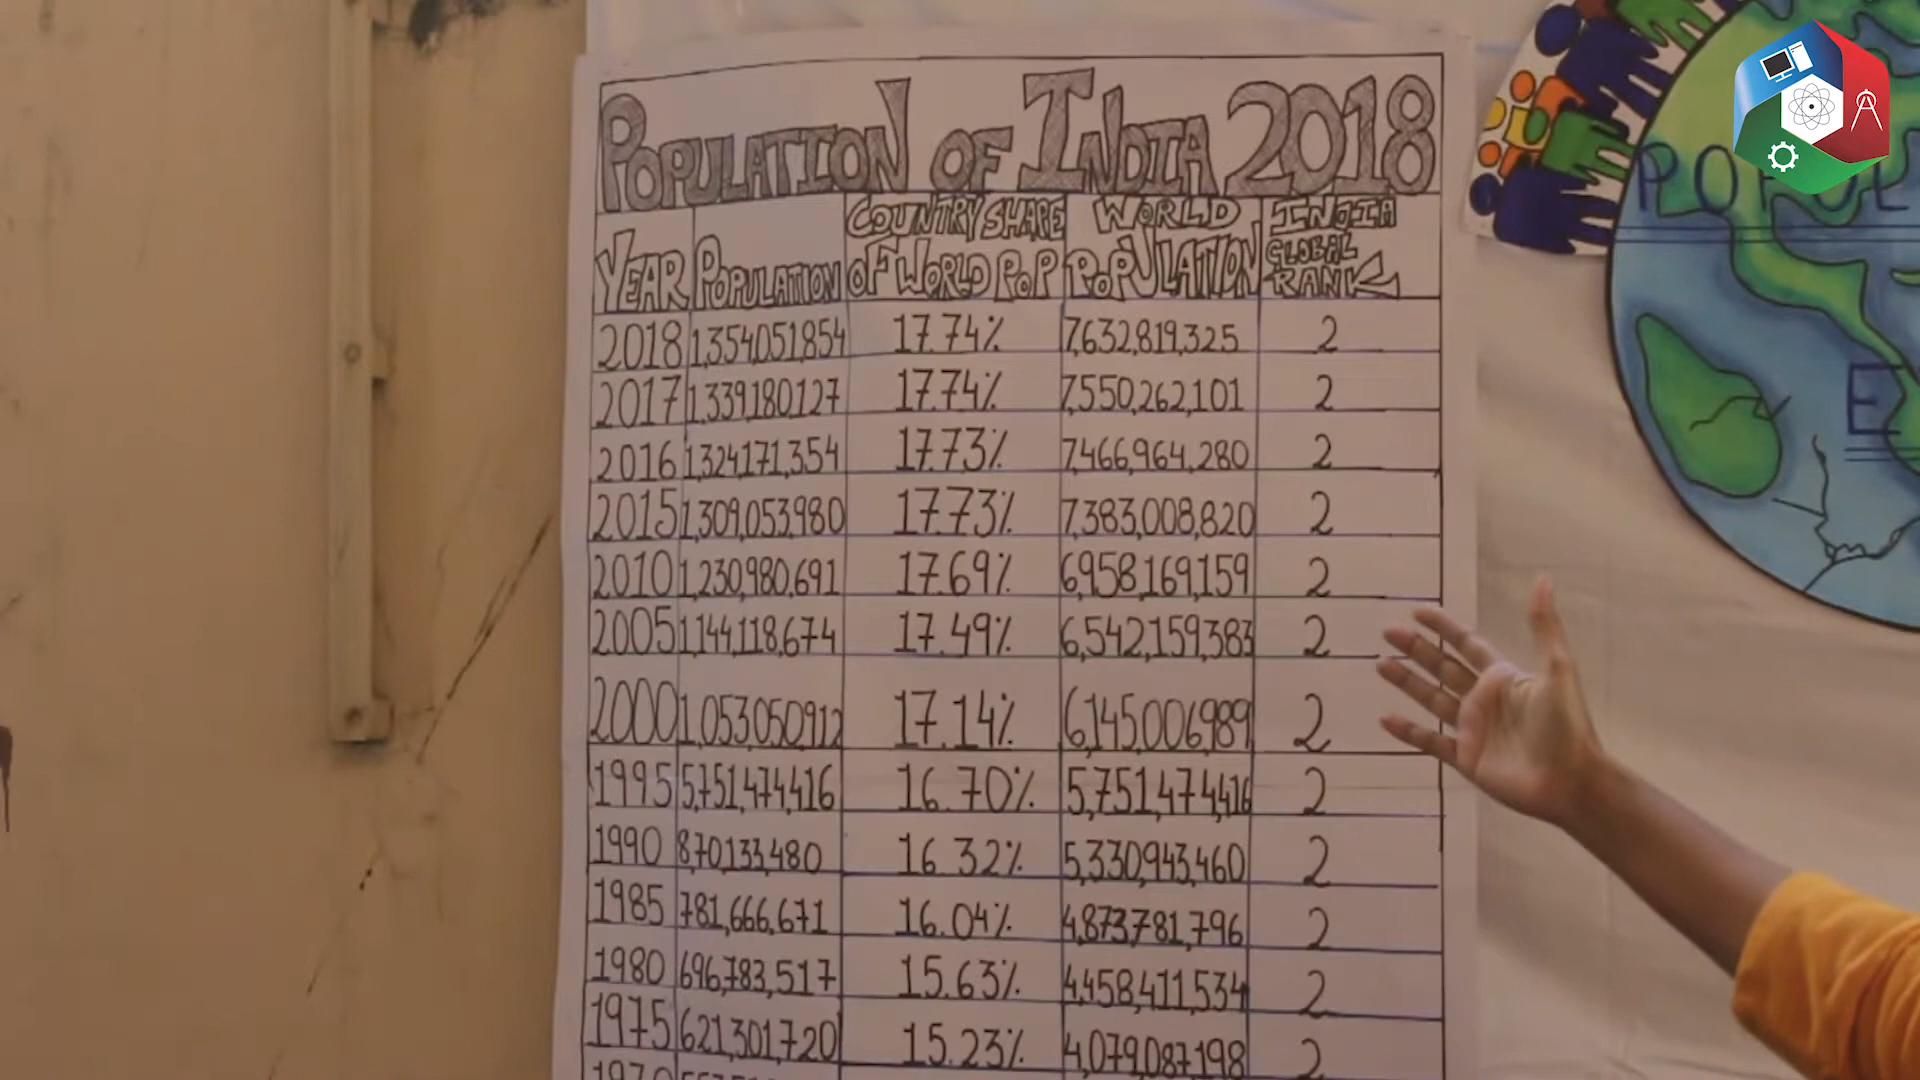 POPULATION OF INDIA 2018
YEAR POPULATION COUNTRY SHARE OF WORLD POP WORLD POPULATION INDIA GLOBAL RANK
2018 1,354,051,854 17.74% 7,632,819,325 2
2017 1,339,180,127 17.74% 7,550,262,101 2
2016 1,324,171,354 17.73% 7,466,964,280 2
2015 1,309,053,980 17.73% 7,383,008,820 2
2010 1,230,980,691 17.69% 6,958,169,159 2
2005 1,144,118,674 17.49% 6,542,159,383 2
2000 1,053,050,912 17.14% 6,145,006,989 2
1995 5,751,474,416 16.70% 5,751,474,416 2
1990 870,133,480 16.32% 5,330,943,460 2
1985 781,666,671 16.04% 4,873,781,796 2
1980 696,783,517 15.63% 4,458,411,534 2
1975 621,301,720 15.23% 4,079,087,198 2
1970